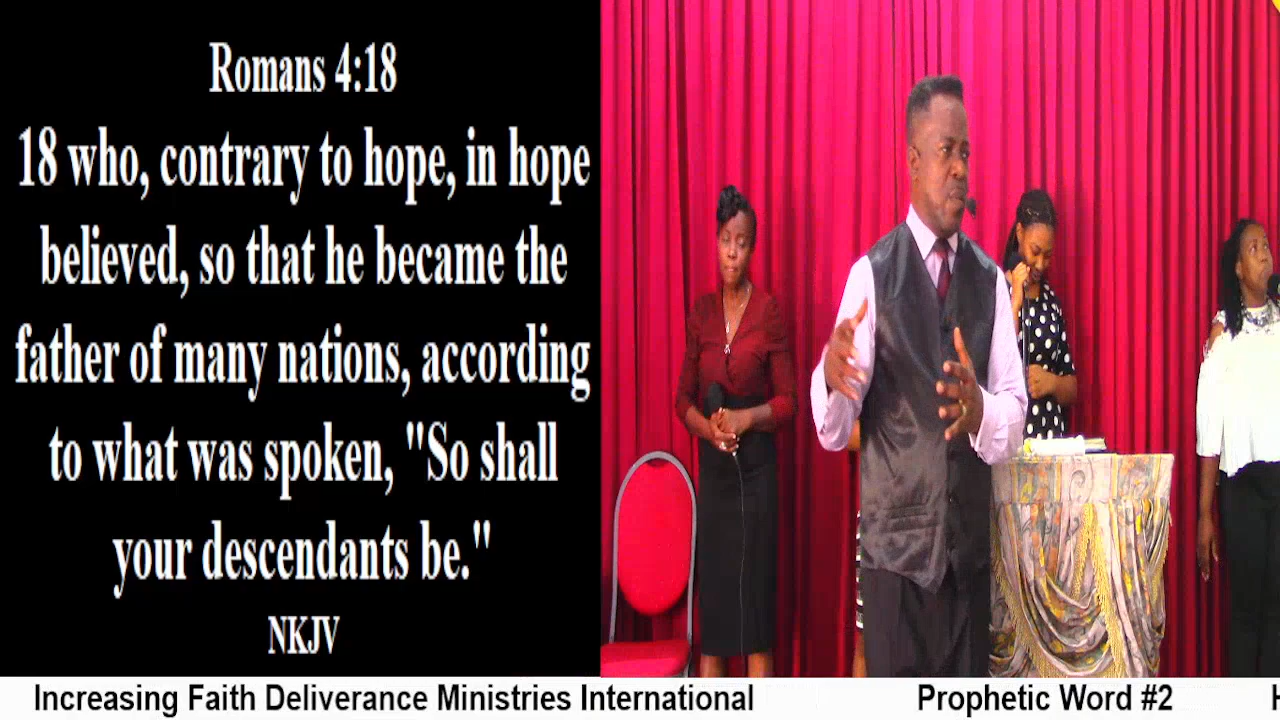 Romans 4:18
18 who, contrary to hope, in hope
believed, so that he became the
father of many nations, according
to what was spoken, "So shall
your descendants be."
NKJV
Increasing Faith Deliverance Ministries International
Prophetic Word #2